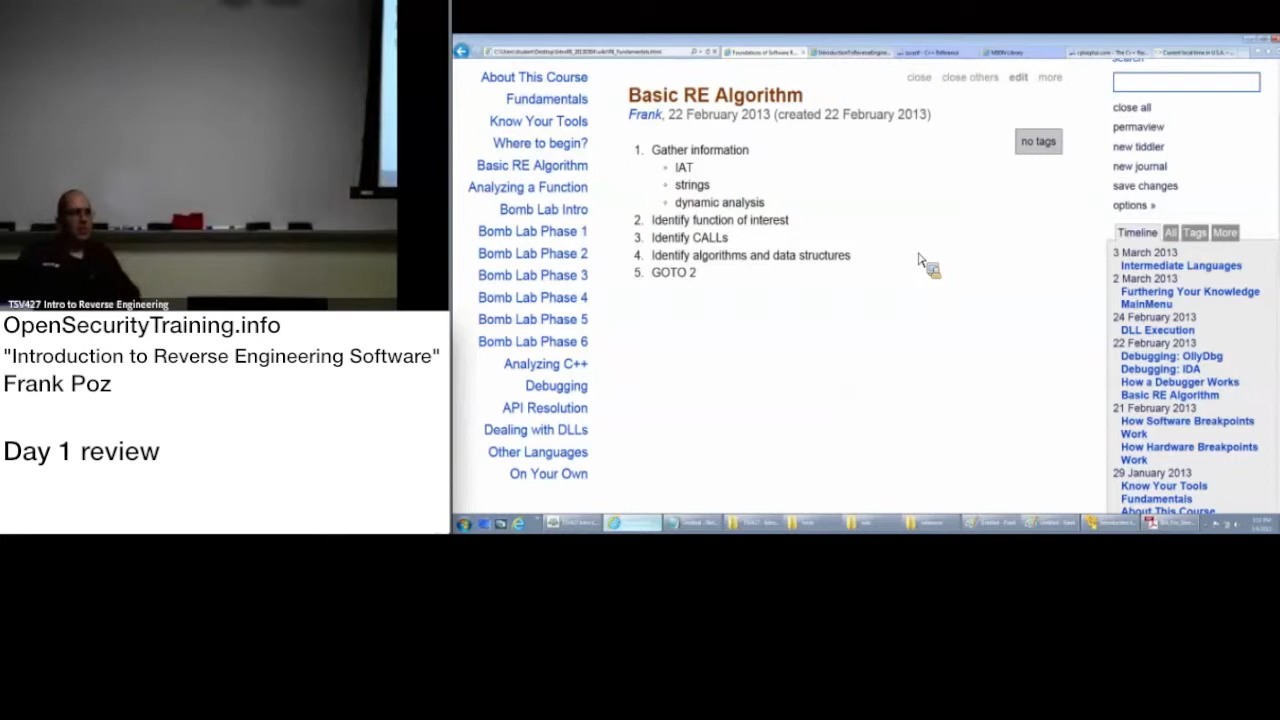 About This Course
Fundamentals
Know Your Tools
Where to begin?
Basic RE Algorithm
Analyzing a Function
Bomb Lab Intro
Bomb Lab Phase 1
Bomb Lab Phase 2
Bomb Lab Phase 3
Bomb Lab Phase 4
Bomb Lab Phase 5
Bomb Lab Phase 6
Analyzing C++
Debugging
API Resolution
Dealing with DLLs
Other Languages
On Your Own
close close others edit more
Basic RE Algorithm
Frank, 22 February 2013 (created 22 February 2013)
no tags
1. Gather information
IAT
strings
dynamic analysis
2. Identify function of interest
3. Identify CALLs
4. Identify algorithms and data structures
5. GOTO 2
search
close all
permaview
new tiddler
new journal
save changes
options »
Timeline All Tags More
3 March 2013
Intermediate Languages
2 March 2013
Furthering Your Knowledge
MainMenu
24 February 2013
DLL Execution
22 February 2013
Debugging: OllyDbg
Debugging: IDA
How a Debugger Works
Basic RE Algorithm
21 February 2013
How Software Breakpoints
Work
How Hardware Breakpoints
Work
29 January 2013
Know Your Tools
Fundamentals
About This Course
TSV427 Intro to Reverse Engineering
OpenSecurityTraining.info
"Introduction to Reverse Engineering Software"
Frank Poz
Day 1 review